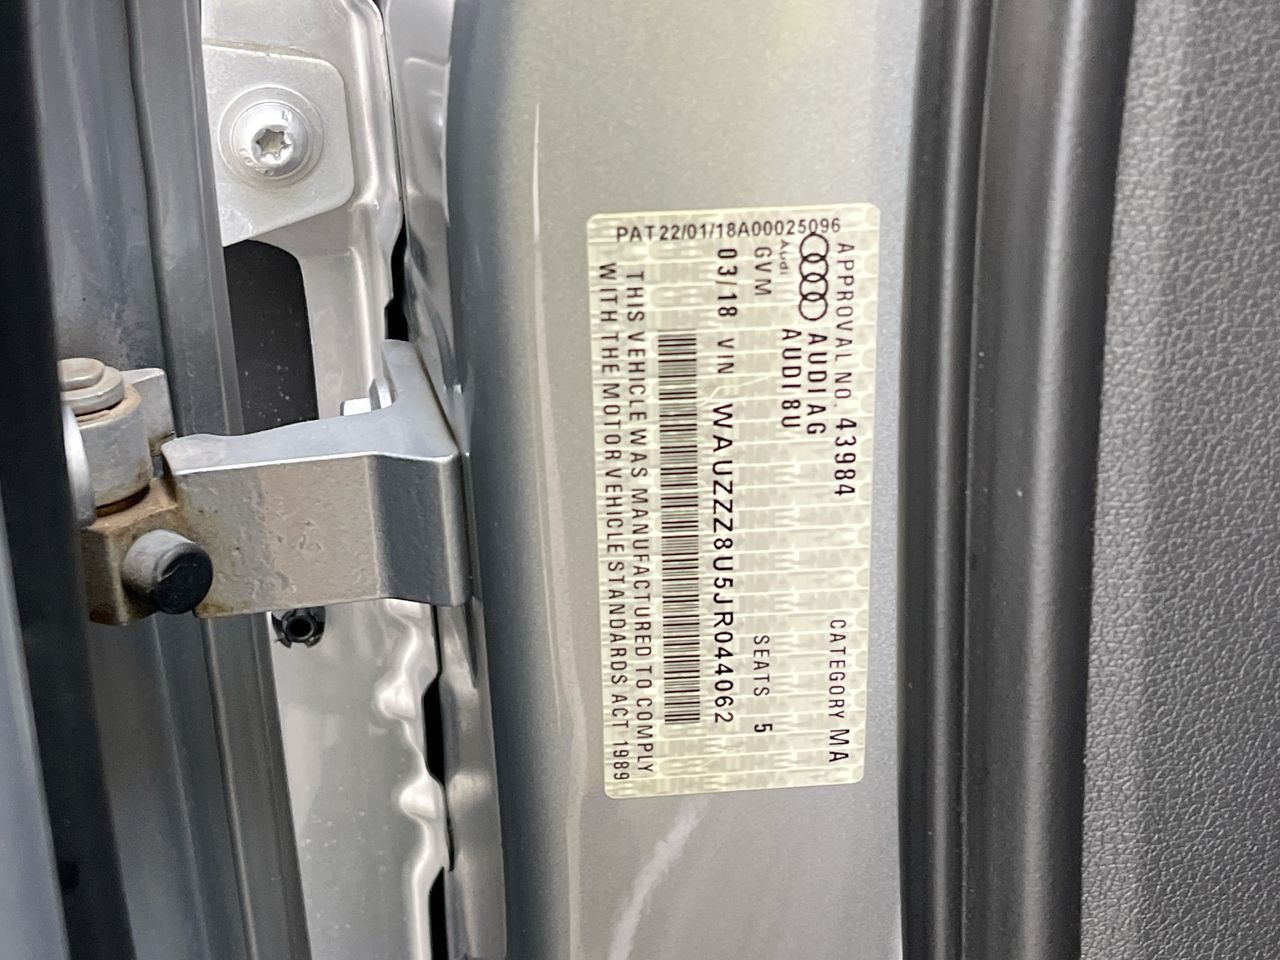 PAT22/01/18A00025096
APPROVAL NO. 43984 CATEGORY MA
AUDI AG
Audi AUDI 8U
GVM SEATS 5
03/18 VIN WAUZZZ8U5JR044062
THIS VEHICLE WAS MANUFACTURED TO COMPLY
WITH THE MOTOR VEHICLE STANDARDS ACT 1989